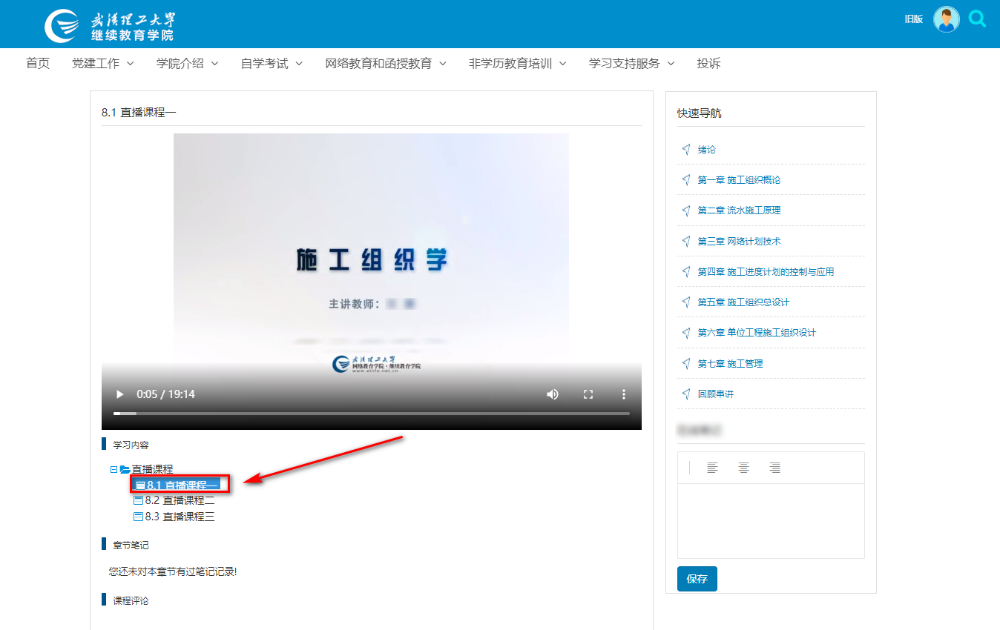 武汉理工大学
继续教育学院
旧版
首页 党建工作 学院介绍 自学考试 网络教育和函授教育 非学历教育培训 学习支持服务 投诉
8.1 直播课程一
施工组织学
主讲教师：
武汉理工大学
网络教育学院·继续教育学院
0:05 / 19:14
学习内容
直播课程
8.1 直播课程一
8.2 直播课程二
8.3 直播课程三
章节笔记
您还未对本章节有过笔记记录!
课程评论
快速导航
绪论
第一章 施工组织概论
第二章 流水施工原理
第三章 网络计划技术
第四章 施工进度计划的控制与应用
第五章 施工组织总设计
第六章 单位工程施工组织设计
第七章 施工管理
回顾串讲
保存